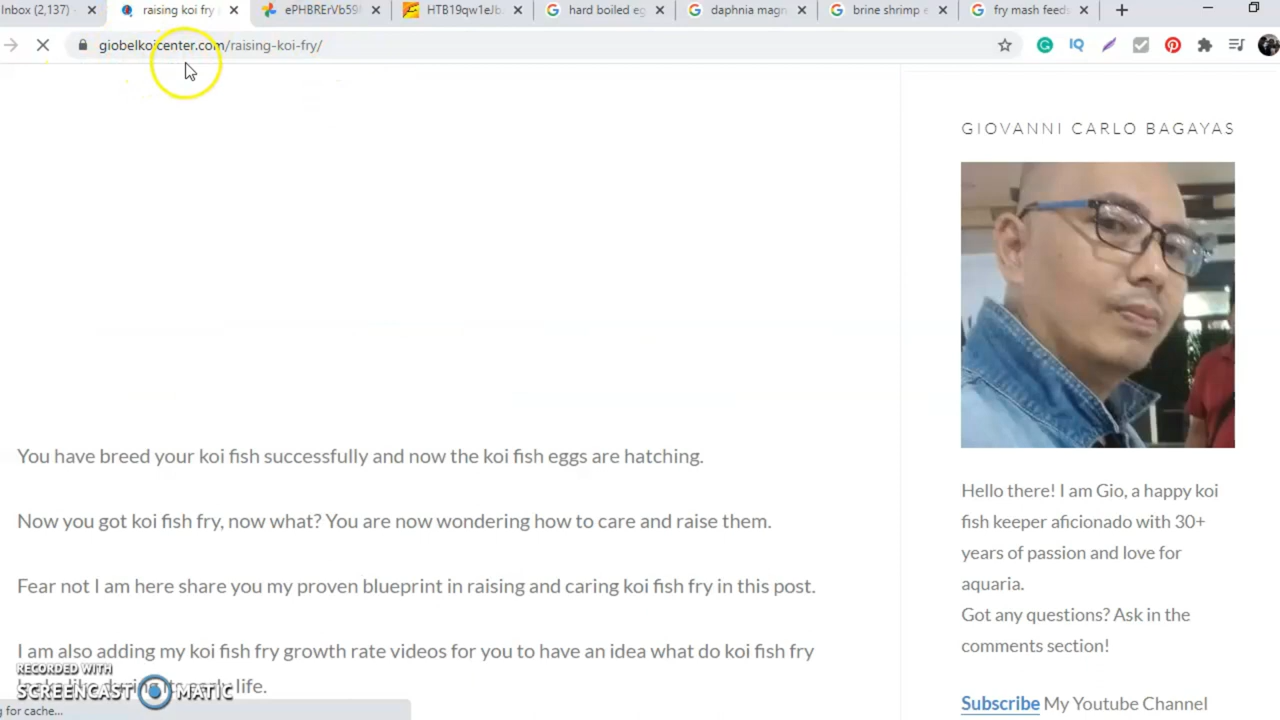 Inbox (2,137)
raising koi fry
ePHBRErVb59
HTB19qw1eJb
hard boiled eg
daphnia magn
brine shrimp e
fry mash feeds
giobelkoicenter.com/raising-koi-fry/
GIOVANNI CARLO BAGAYAS
You have breed your koi fish successfully and now the koi fish eggs are hatching.
Now you got koi fish fry, now what? You are now wondering how to care and raise them.
Fear not I am here share you my proven blueprint in raising and caring koi fish fry in this post.
I am also adding my koi fish fry growth rate videos for you to have an idea what do koi fish fry
life.
RECORDED WITH
SCREENCAST MATIC
g for cache...
Hello there! I am Gio, a happy koi
fish keeper aficionado with 30+
years of passion and love for
aquaria.
Got any questions? Ask in the
comments section!
Subscribe My Youtube Channel